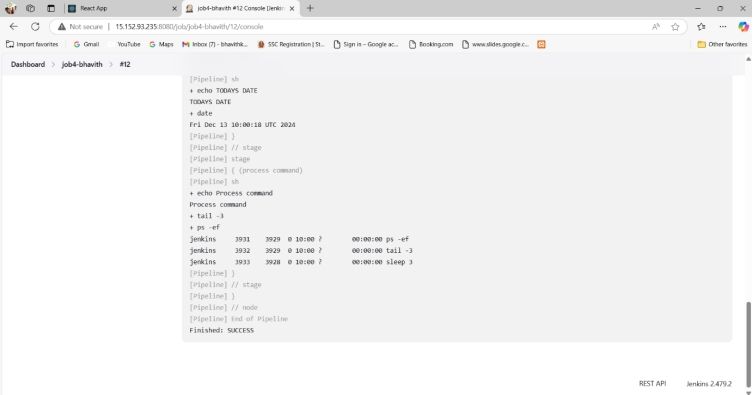 React App
job4-bhavith #12 Console [Jenkin
Not secure 15.152.93.235:8080/job/job4-bhavith/12/console
Import favorites Gmail YouTube Maps Inbox (7) - bhavithk... SSC Registration | St... Sign in – Google ac... Booking.com www.slides.google.c... Other favorites
Dashboard > job4-bhavith > #12
[Pipeline] sh
+ echo TODAYS DATE
TODAYS DATE
+ date
Fri Dec 13 10:00:18 UTC 2024
[Pipeline] }
[Pipeline] // stage
[Pipeline] stage
[Pipeline] { (process command)
[Pipeline] sh
+ echo Process command
Process command
+ tail -3
+ ps -ef
jenkins 3931 3929 0 10:00 ? 00:00:00 ps -ef
jenkins 3932 3929 0 10:00 ? 00:00:00 tail -3
jenkins 3933 3928 0 10:00 ? 00:00:00 sleep 3
[Pipeline] }
[Pipeline] // stage
[Pipeline] }
[Pipeline] // node
[Pipeline] End of Pipeline
Finished: SUCCESS
REST API Jenkins 2.479.2